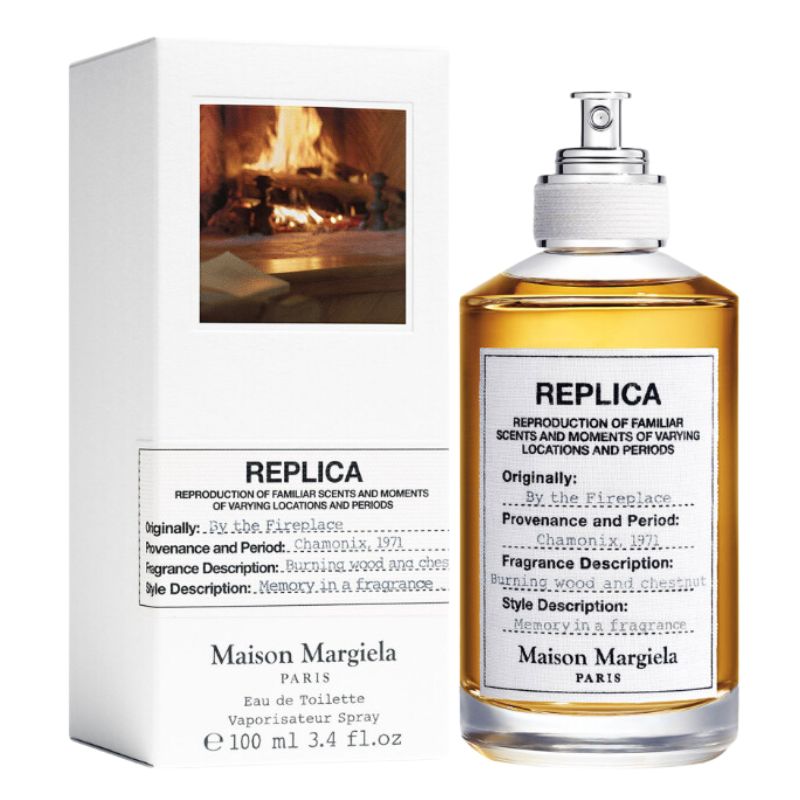 REPLICA
REPRODUCTION OF FAMILIAR SCENTS AND MOMENTS
OF VARYING LOCATIONS AND PERIODS
Originally: By the Fireplace
Provenance and Period: Chamonix, 1971
Fragrance Description: Burning wood and ches
Style Description: Memory in a fragrance
Maison Margiela
PARIS
Eau de Toilette
Vaporisateur Spray
℮ 100 ml 3.4 fl.oz
REPLICA
REPRODUCTION OF FAMILIAR
SCENTS AND MOMENTS OF VARYING
LOCATIONS AND PERIODS
Originally:
By the Fireplace
Provenance and Period:
Chamonix, 1971
Fragrance Description:
Burning wood and chestnut
Style Description:
Memory in a fragrance
Maison Margiela
PARIS